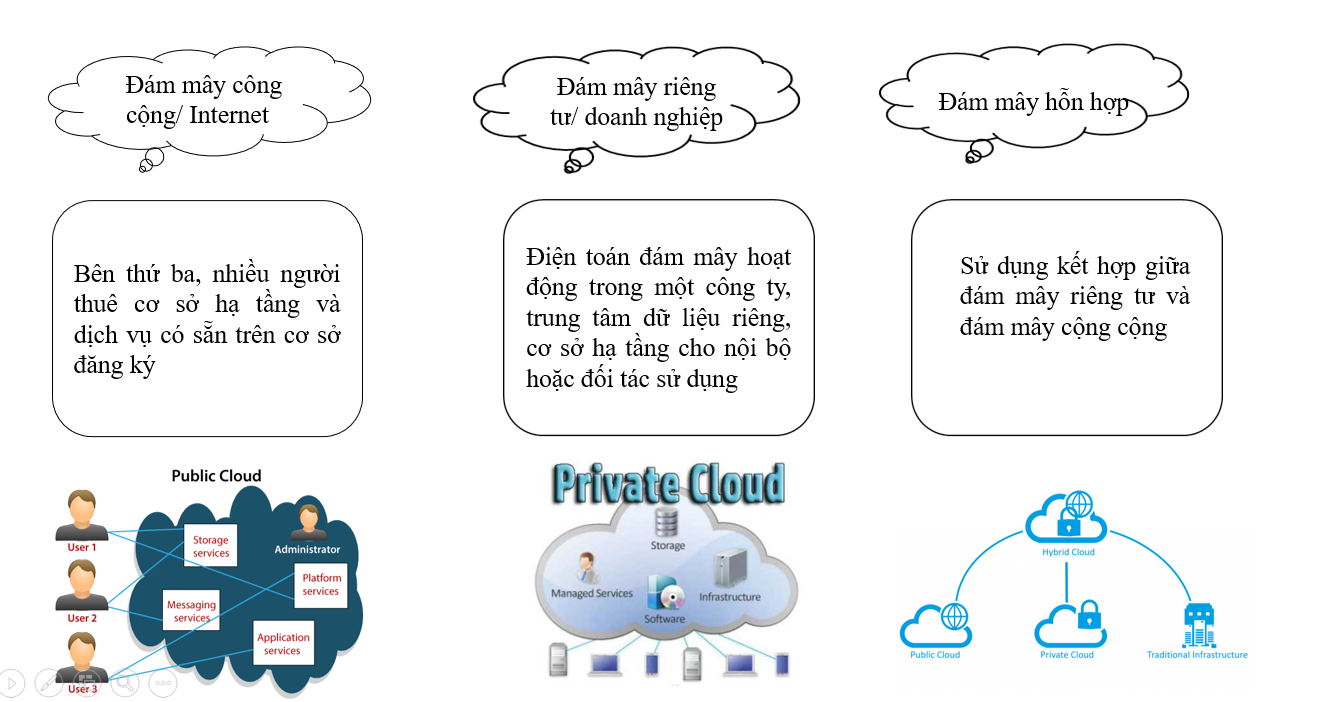 Đám mây công
cộng/ Internet
Đám mây riêng
tư/ doanh nghiệp
Đám mây hỗn hợp
Bên thứ ba, nhiều người
thuê cơ sở hạ tầng và
dịch vụ có sẵn trên cơ sở
đăng ký
Điện toán đám mây hoạt
động trong một công ty,
trung tâm dữ liệu riêng,
cơ sở hạ tầng cho nội bộ
hoặc đối tác sử dụng
Sử dụng kết hợp giữa
đám mây riêng tư và
đám mây cộng cộng
Public Cloud
User 1
User 2
User 3
Storage
services
Administrator
Platform
services
Messaging
services
Application
services
Private Cloud
Storage
Managed Services
Infrastructure
Software
Hybrid Cloud
Public Cloud
Private Cloud
Traditional Infrastructure